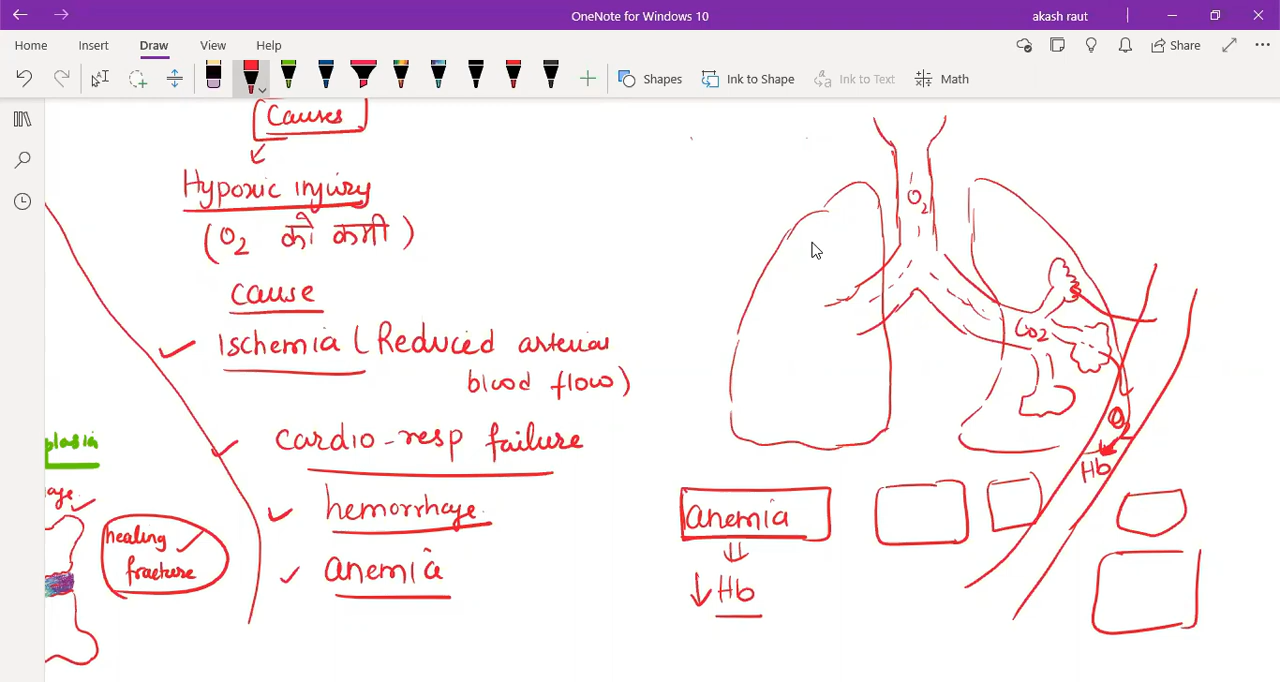 OneNote for Windows 10
akash raut
Home
Insert
Draw
View
Help
Share
Shapes
Ink to Shape
Ink to Text
Math
Causes
Hypoxic injury
(O2 की कमी)
cause
Ischemia (Reduced arterial
blood flow)
cardio-resp failure
hemorrhage
anemia
plasia
age
healing
fracture
O2
CO2
O2
Hb
anemia
↓Hb